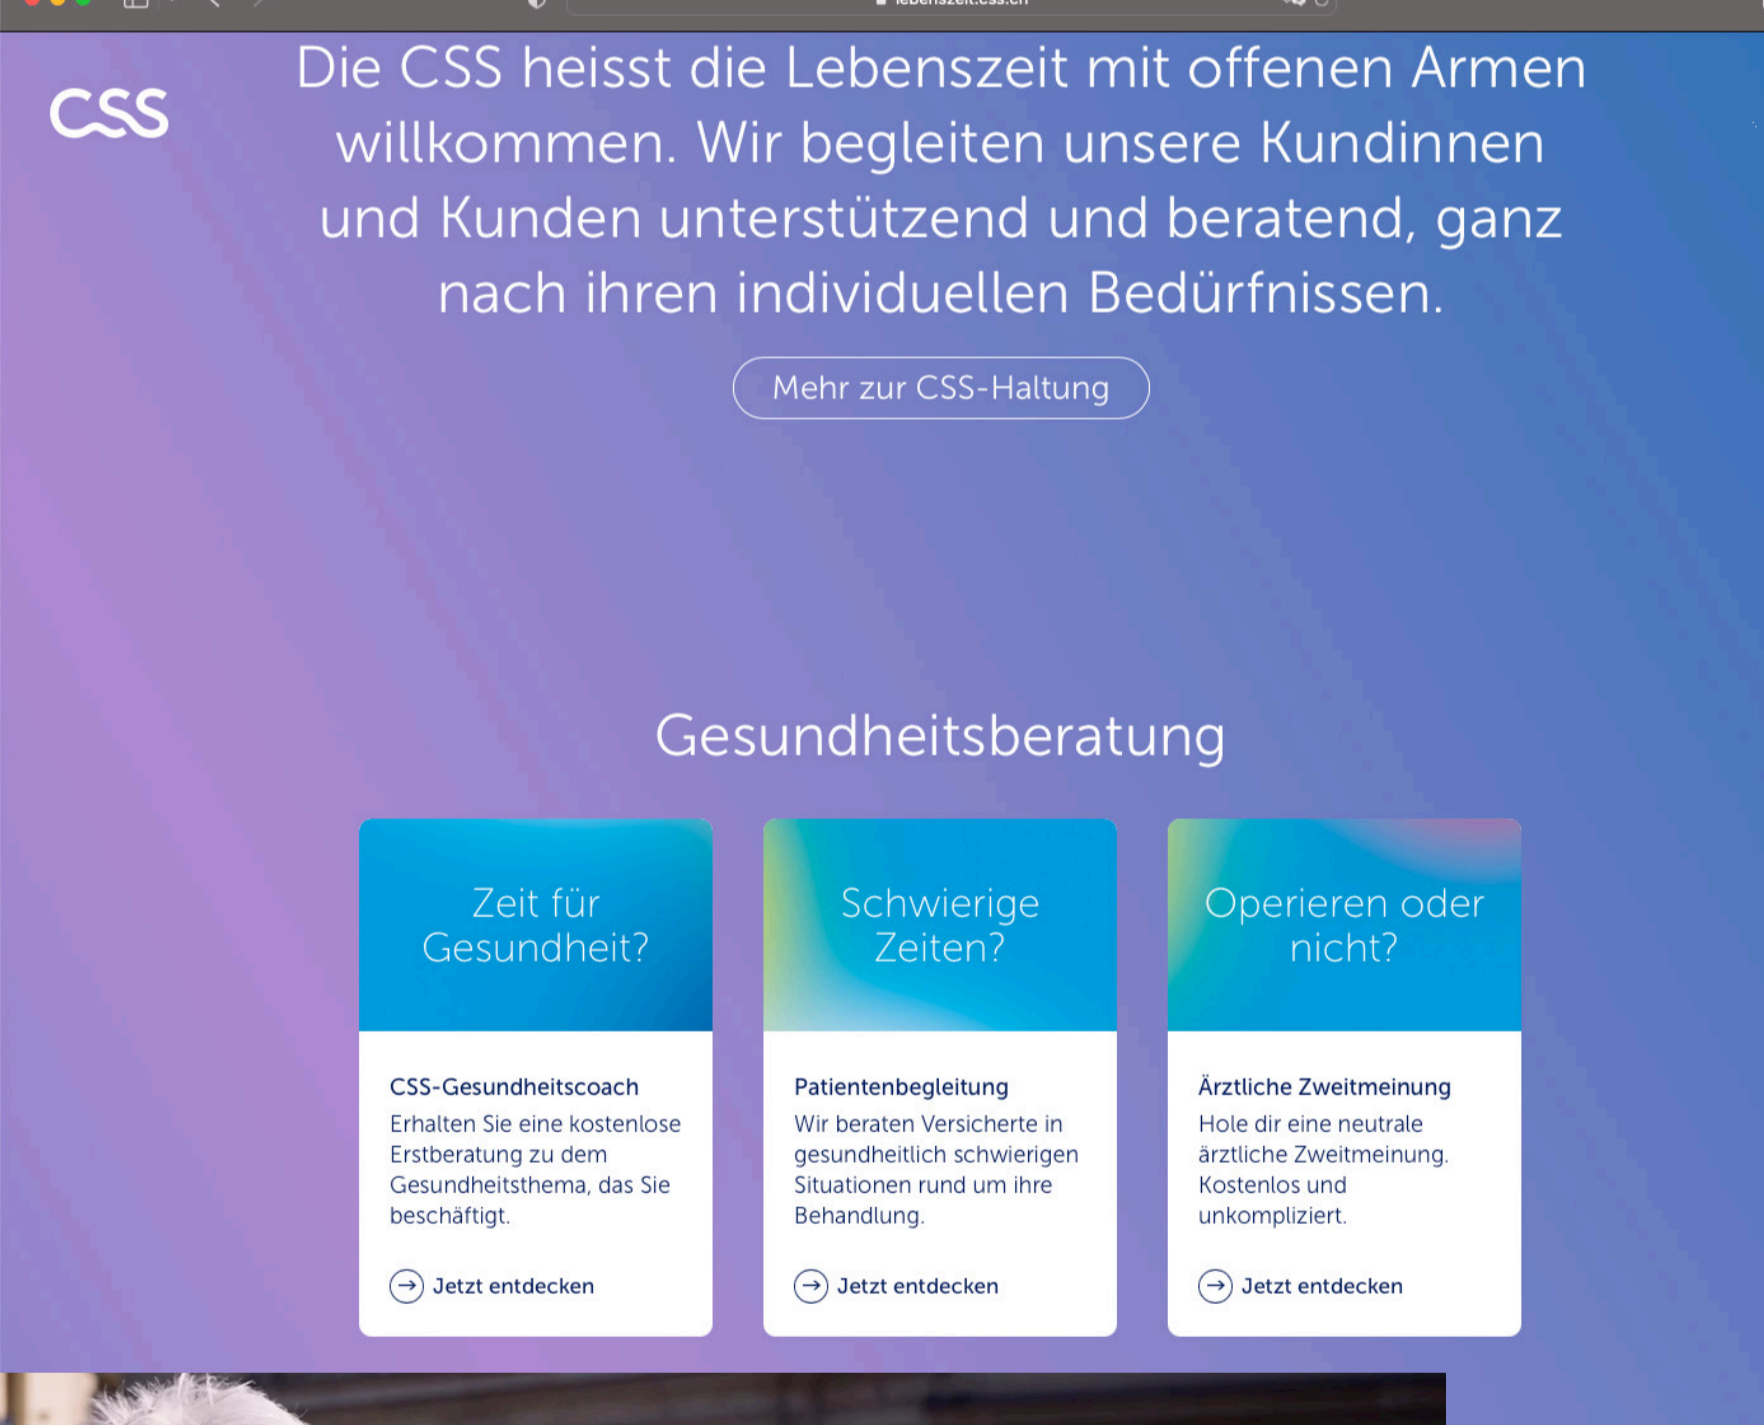 lebenszeit.css.ch
CSS
Die CSS heisst die Lebenszeit mit offenen Armen
willkommen. Wir begleiten unsere Kundinnen
und Kunden unterstützend und beratend, ganz
nach ihren individuellen Bedürfnissen.
Mehr zur CSS-Haltung
Gesundheitsberatung
Zeit für
Gesundheit?
CSS-Gesundheitscoach
Erhalten Sie eine kostenlose
Erstberatung zu dem
Gesundheitsthema, das Sie
beschäftigt.
Jetzt entdecken
Schwierige
Zeiten?
Patientenbegleitung
Wir beraten Versicherte in
gesundheitlich schwierigen
Situationen rund um ihre
Behandlung.
Jetzt entdecken
Operieren oder
nicht?
Ärztliche Zweitmeinung
Hole dir eine neutrale
ärztliche Zweitmeinung.
Kostenlos und
unkompliziert.
Jetzt entdecken